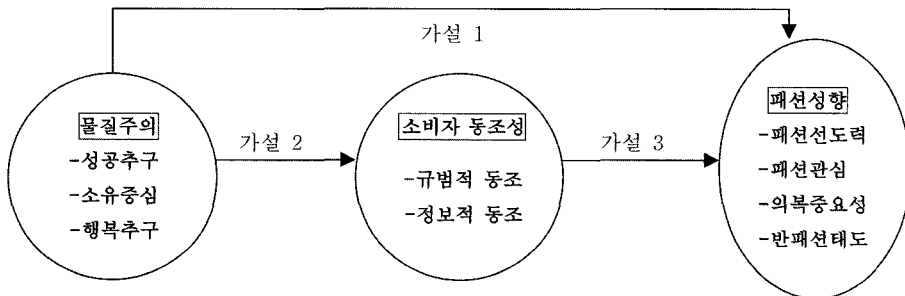 가설 1
물질주의
-성공추구
-소유중심
-행복추구
가설 2
소비자 동조성
-규범적 동조
-정보적 동조
가설 3
패션성향
-패션선도력
-패션관심
-의복중요성
-반패션태도